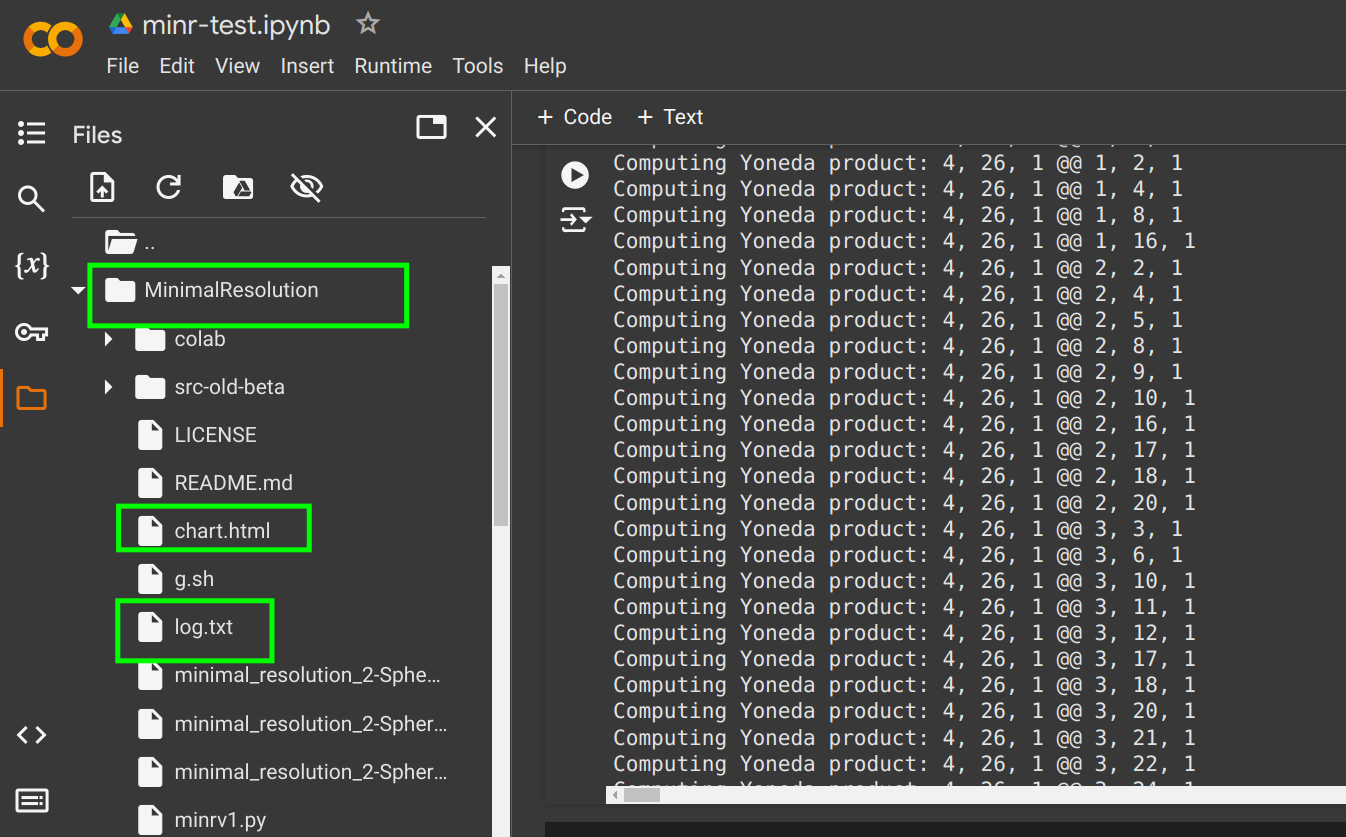 minr-test.ipynb
File Edit View Insert Runtime Tools Help
Files
+ Code + Text
{x}
..
MinimalResolution
colab
src-old-beta
LICENSE
README.md
chart.html
g.sh
log.txt
minimal_resolution_2-Sphe...
minimal_resolution_2-Spher...
minimal_resolution_2-Spher...
minrv1.py
Computing Yoneda product: 4, 26, 1 @@ 1, 2, 1
Computing Yoneda product: 4, 26, 1 @@ 1, 4, 1
Computing Yoneda product: 4, 26, 1 @@ 1, 8, 1
Computing Yoneda product: 4, 26, 1 @@ 1, 16, 1
Computing Yoneda product: 4, 26, 1 @@ 2, 2, 1
Computing Yoneda product: 4, 26, 1 @@ 2, 4, 1
Computing Yoneda product: 4, 26, 1 @@ 2, 5, 1
Computing Yoneda product: 4, 26, 1 @@ 2, 8, 1
Computing Yoneda product: 4, 26, 1 @@ 2, 9, 1
Computing Yoneda product: 4, 26, 1 @@ 2, 10, 1
Computing Yoneda product: 4, 26, 1 @@ 2, 16, 1
Computing Yoneda product: 4, 26, 1 @@ 2, 17, 1
Computing Yoneda product: 4, 26, 1 @@ 2, 18, 1
Computing Yoneda product: 4, 26, 1 @@ 2, 20, 1
Computing Yoneda product: 4, 26, 1 @@ 3, 3, 1
Computing Yoneda product: 4, 26, 1 @@ 3, 6, 1
Computing Yoneda product: 4, 26, 1 @@ 3, 10, 1
Computing Yoneda product: 4, 26, 1 @@ 3, 11, 1
Computing Yoneda product: 4, 26, 1 @@ 3, 12, 1
Computing Yoneda product: 4, 26, 1 @@ 3, 17, 1
Computing Yoneda product: 4, 26, 1 @@ 3, 18, 1
Computing Yoneda product: 4, 26, 1 @@ 3, 20, 1
Computing Yoneda product: 4, 26, 1 @@ 3, 21, 1
Computing Yoneda product: 4, 26, 1 @@ 3, 22, 1